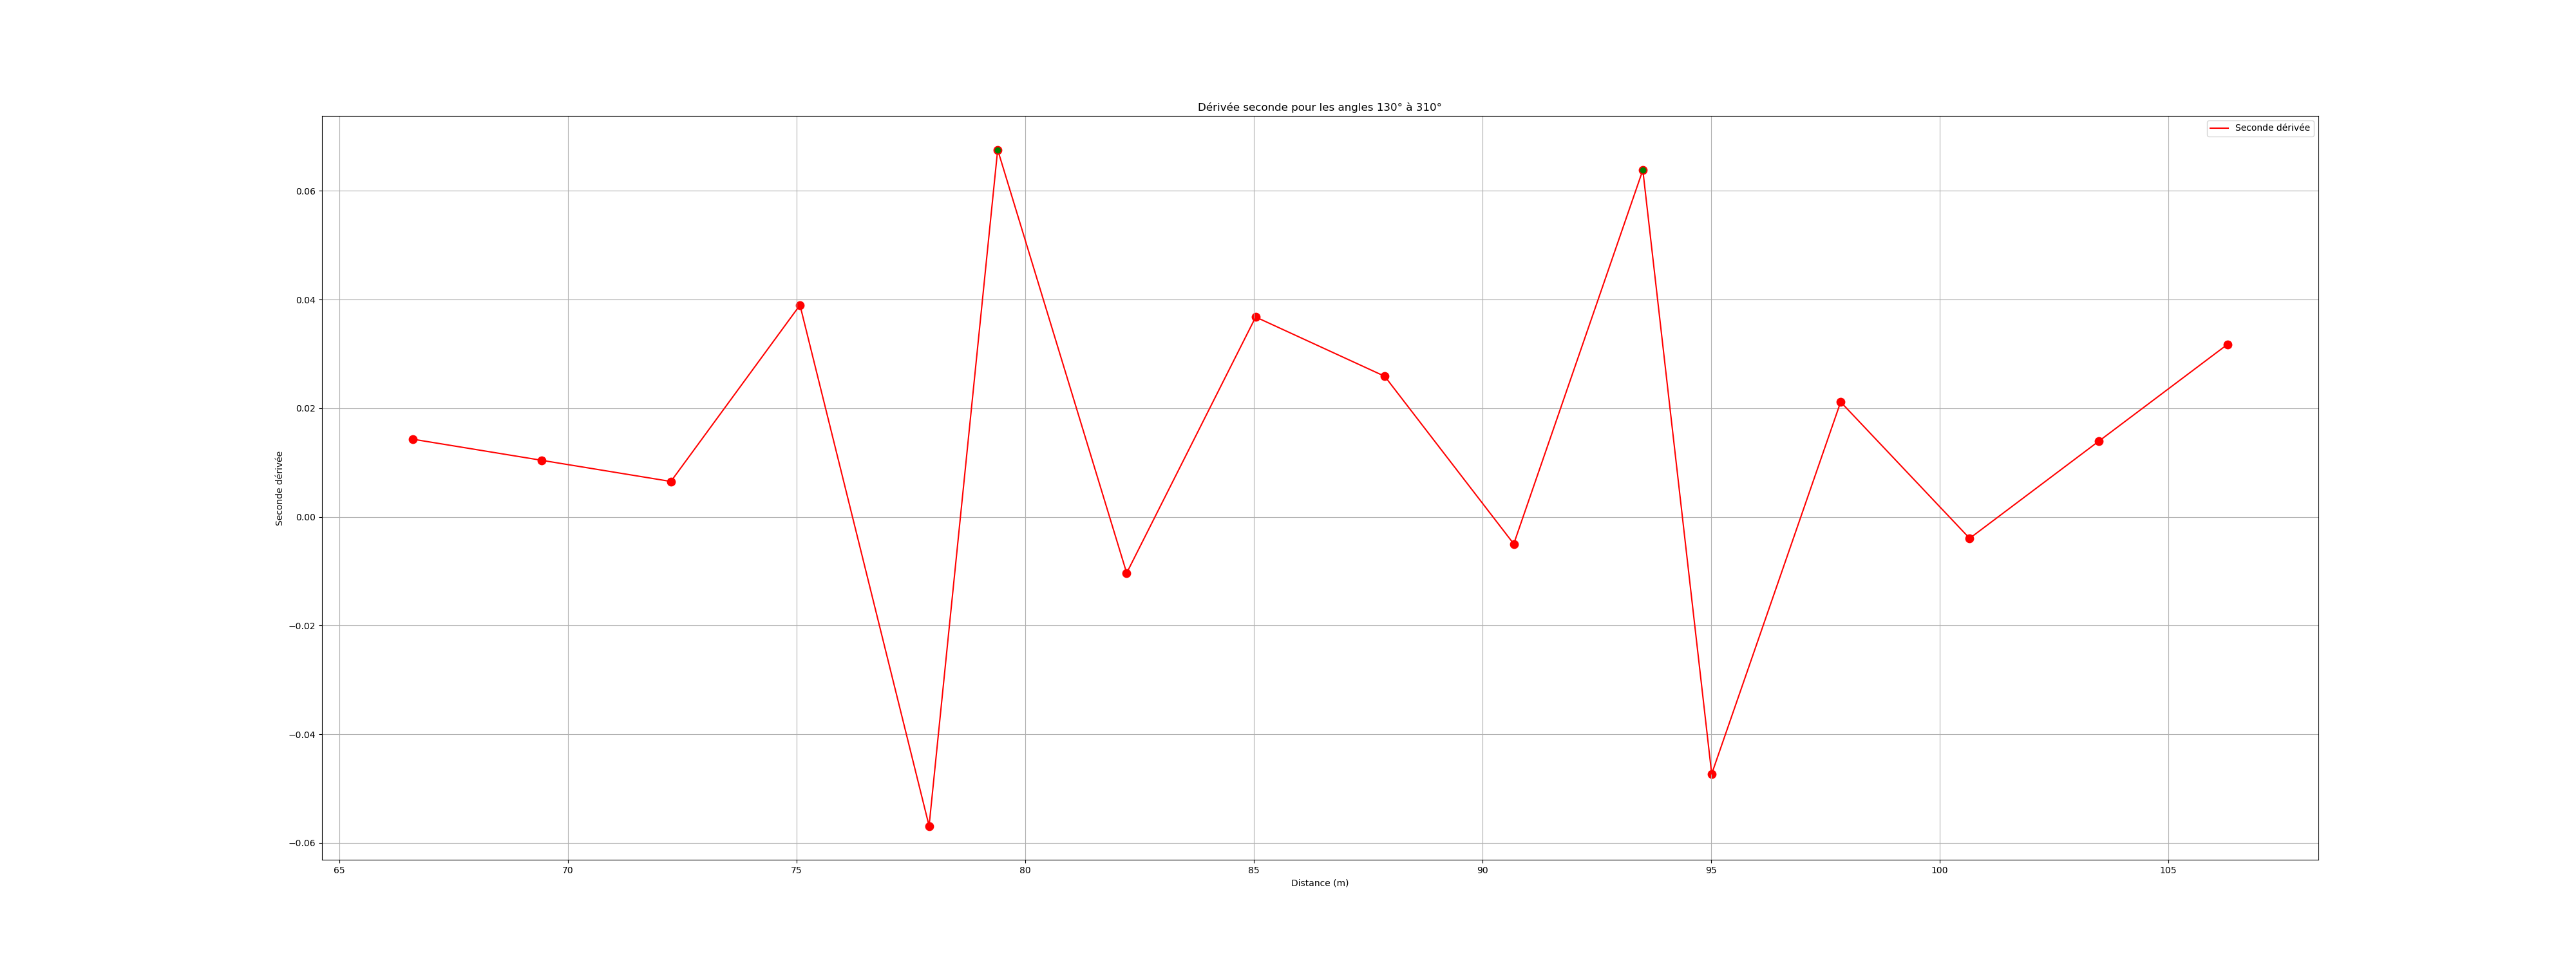 Dérivée seconde pour les angles 130° à 310°
Seconde dérivée
0.06
0.04
0.02
0.00
−0.02
−0.04
−0.06
Seconde dérivée
65 70 75 80 85 90 95 100 105
Distance (m)